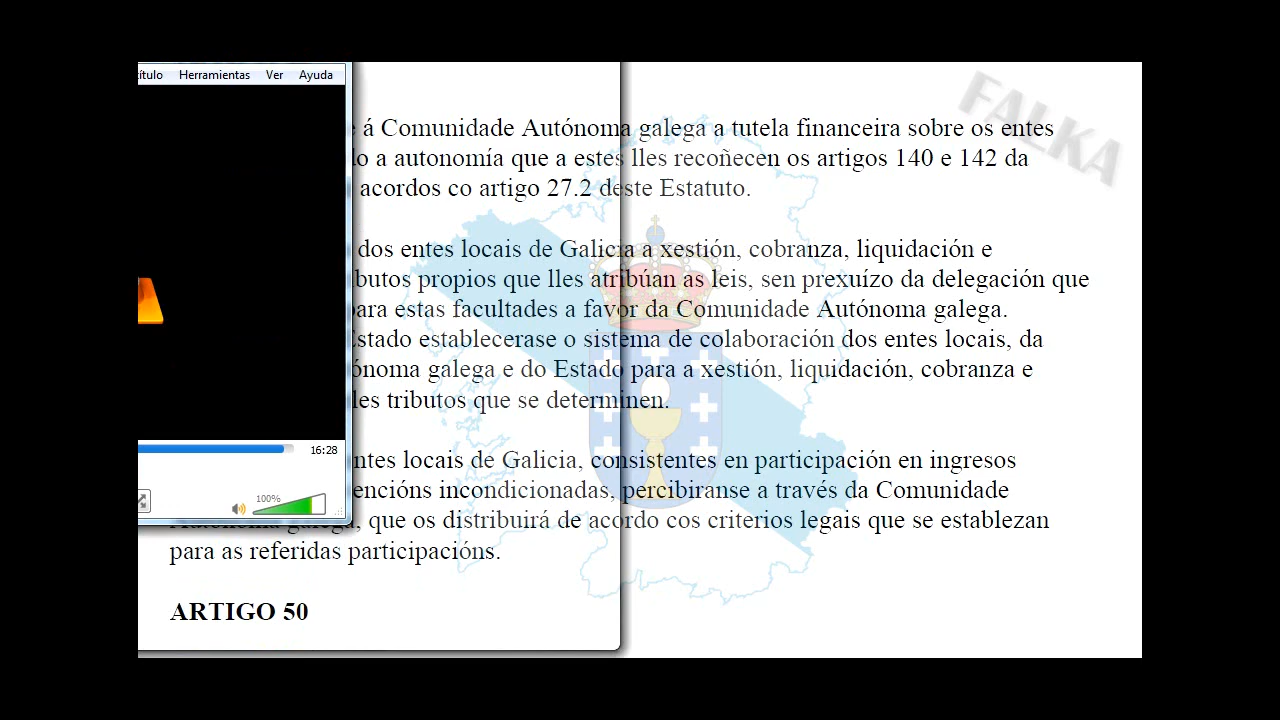 ítulo Herramientas Ver Ayuda
FALKA
á Comunidade Autónoma galega a tutela financeira sobre os entes
a autonomía que a estes lles recoñecen os artigos 140 e 142 da
acordos co artigo 27.2 deste Estatuto.
dos entes locais de Galicia a xestión, cobranza, liquidación e
butos propios que lles atribúan as leis, sen prexuízo da delegación que
para estas facultades a favor da Comunidade Autónoma galega.
Estado establecerase o sistema de colaboración dos entes locais, da
ónoma galega e do Estado para a xestión, liquidación, cobranza e
les tributos que se determinen.
16:28
ntes locais de Galicia, consistentes en participación en ingresos
100%
encións incondicionadas, percibiranse a través da Comunidade
galega, que os distribuirá de acordo cos criterios legais que se establezan
para as referidas participacións.
ARTIGO 50